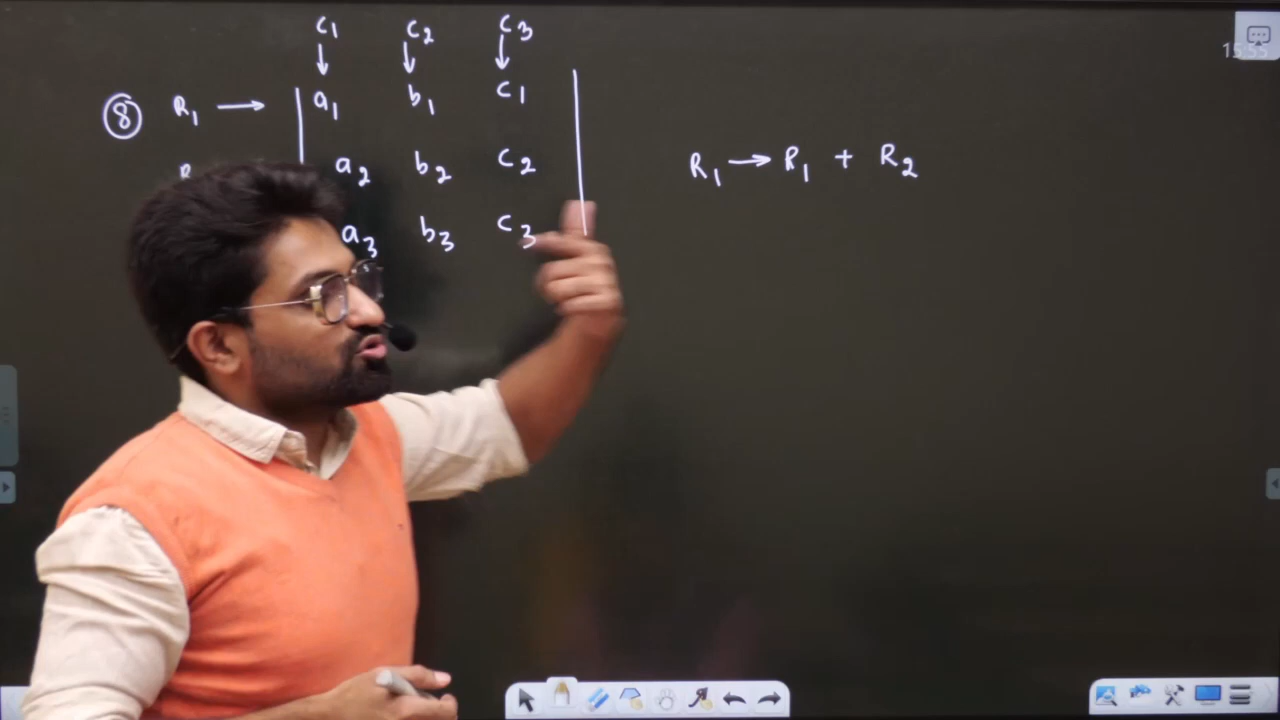 C1 C2 C3
↓ ↓ ↓
⑧ R1 → | a1 b1 c1 |
R a2 b2 c2
a3 b3 c3
R1 → R1 + R2